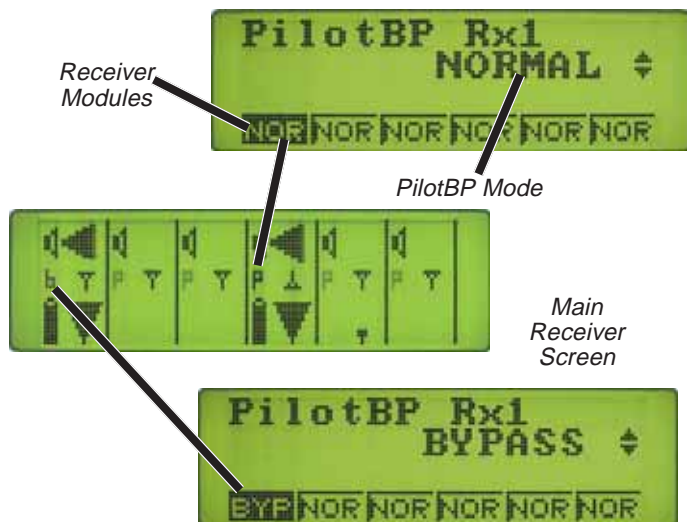 PilotBP Rx1
NORMAL
Receiver
Modules
NOR NOR NOR NOR NOR NOR
PilotBP Mode
b P P P P P
Main
Receiver
Screen
PilotBP Rx1
BYPASS
BYP NOR NOR NOR NOR NOR